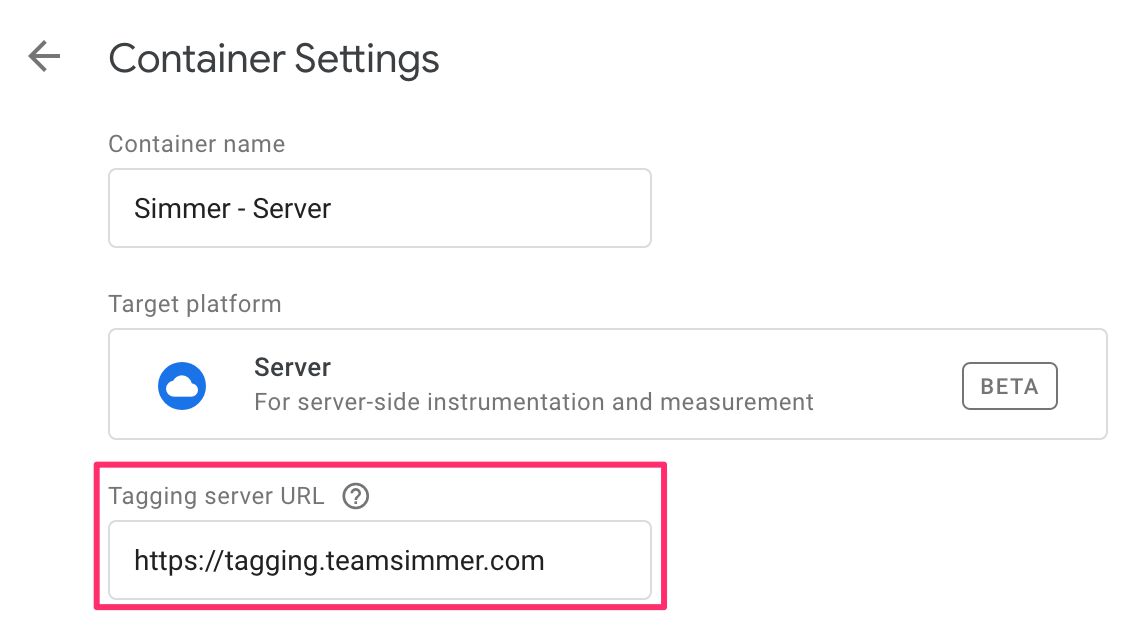 Container Settings
Container name
Simmer - Server
Target platform
Server
For server-side instrumentation and measurement
BETA
Tagging server URL
https://tagging.teamsimmer.com